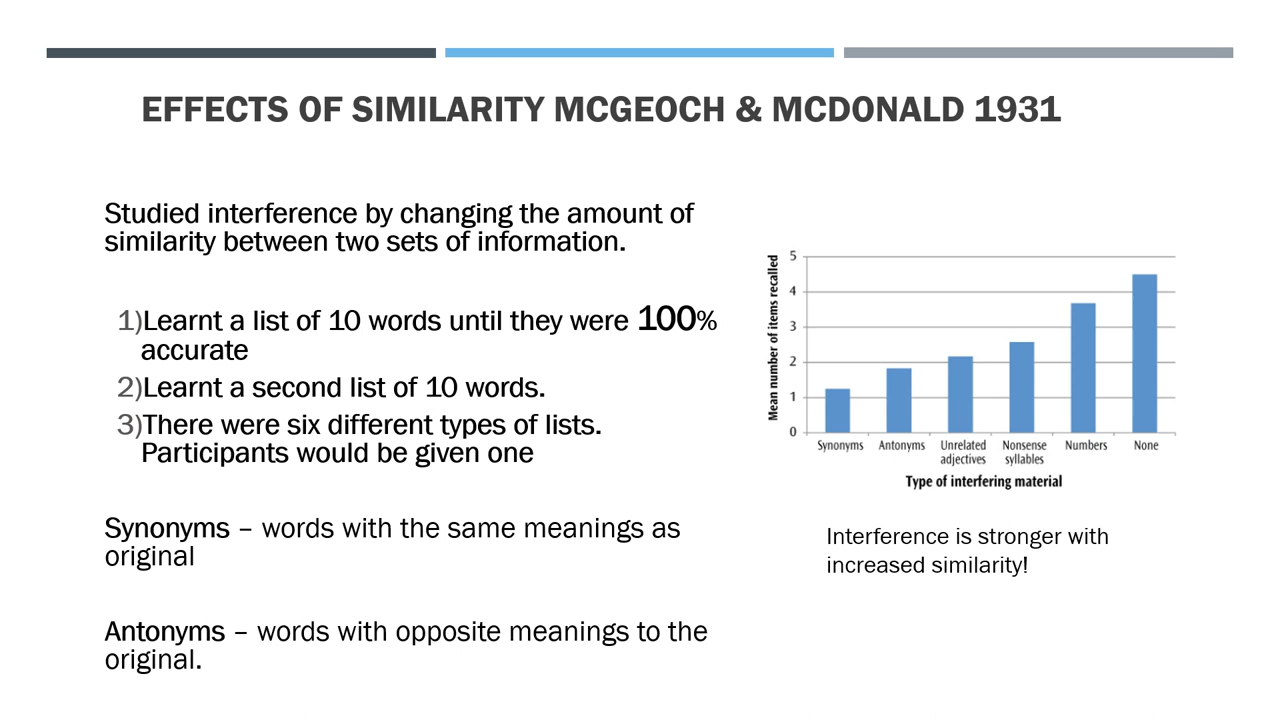 EFFECTS OF SIMILARITY MCGEOCH & MCDONALD 1931
Studied interference by changing the amount of
similarity between two sets of information.
1)Learnt a list of 10 words until they were 100%
accurate
2)Learnt a second list of 10 words.
3)There were six different types of lists.
Participants would be given one
Synonyms – words with the same meanings as
original
Antonyms – words with opposite meanings to the
original.
Mean number of items recalled
5
4
3
2
1
0
Synonyms Antonyms Unrelated Nonsense Numbers None
adjectives syllables
Type of interfering material
Interference is stronger with
increased similarity!